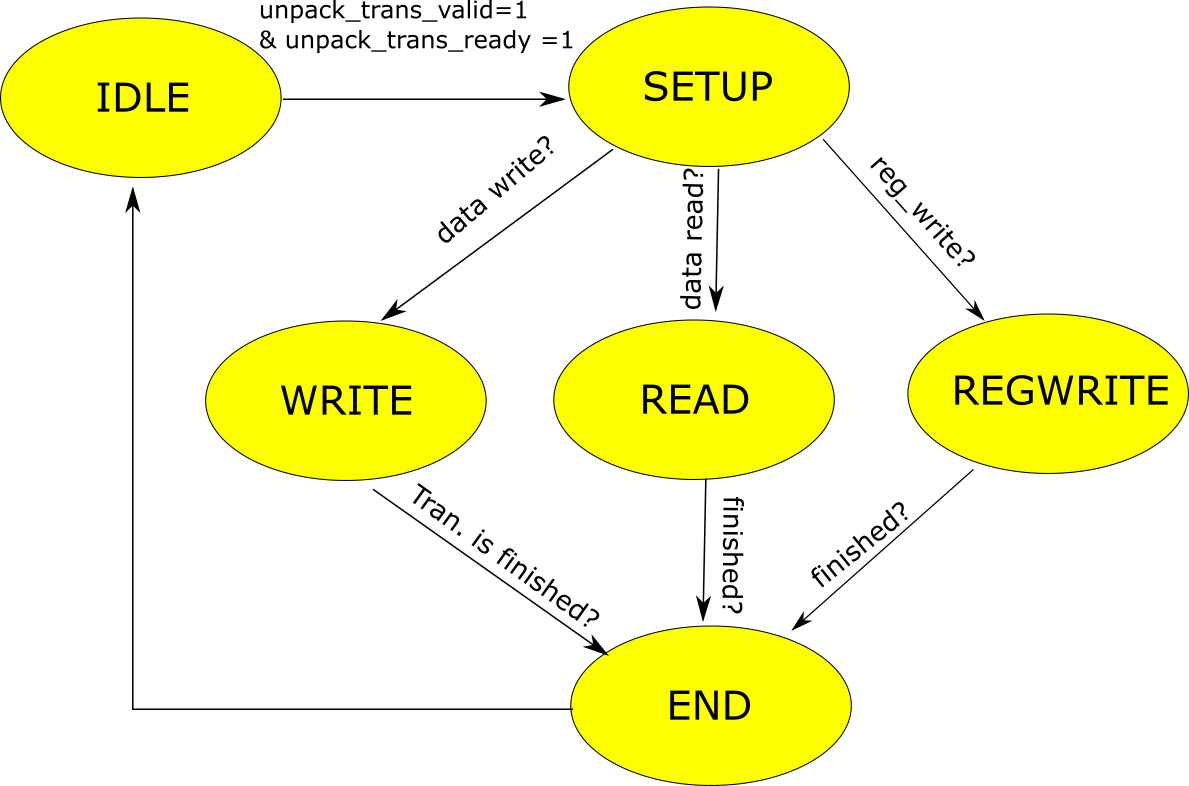 unpack_trans_valid=1
& unpack_trans_ready =1
IDLE
SETUP
data write?
data read?
reg_write?
WRITE
READ
REGWRITE
Tran. is finished?
finished?
finished?
END